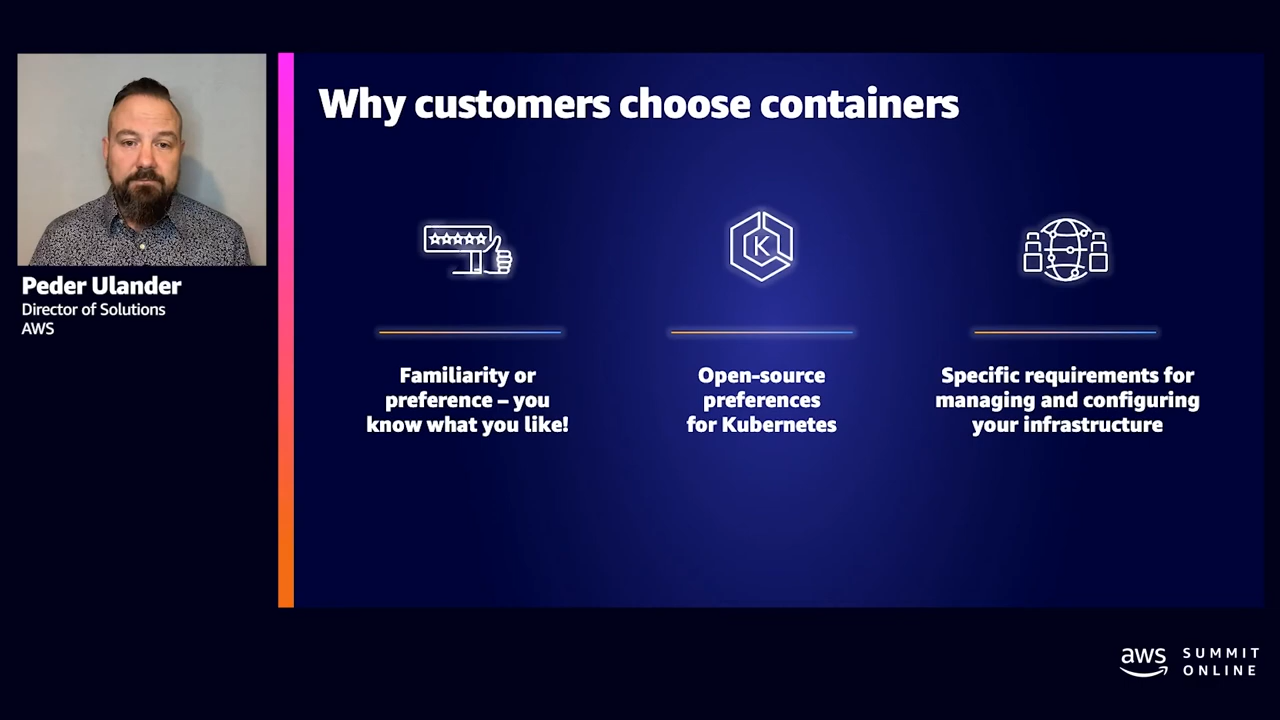 Why customers choose containers
Peder Ulander
Director of Solutions
AWS
K
Familiarity or
preference – you
know what you like!
Open-source
preferences
for Kubernetes
Specific requirements for
managing and configuring
your infrastructure
aws
SUMMIT
ONLINE